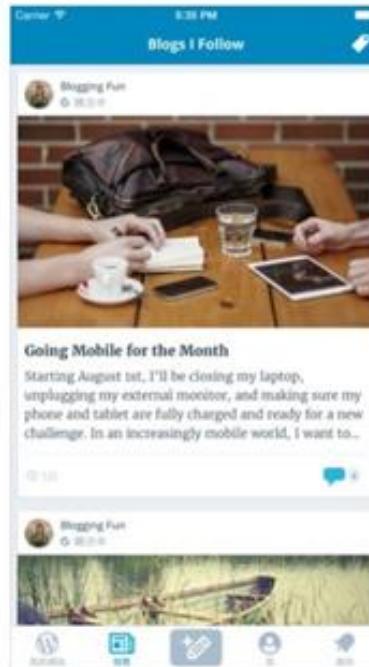 Carrier
8:35 PM
Blogs I Follow
Blogging Fun
Going Mobile for the Month
Starting August 1st, I'll be closing my laptop,
unplugging my external monitor, and making sure my
phone and tablet are fully charged and ready for a new
challenge. In an increasingly mobile world, I want to...
Blogging Fun